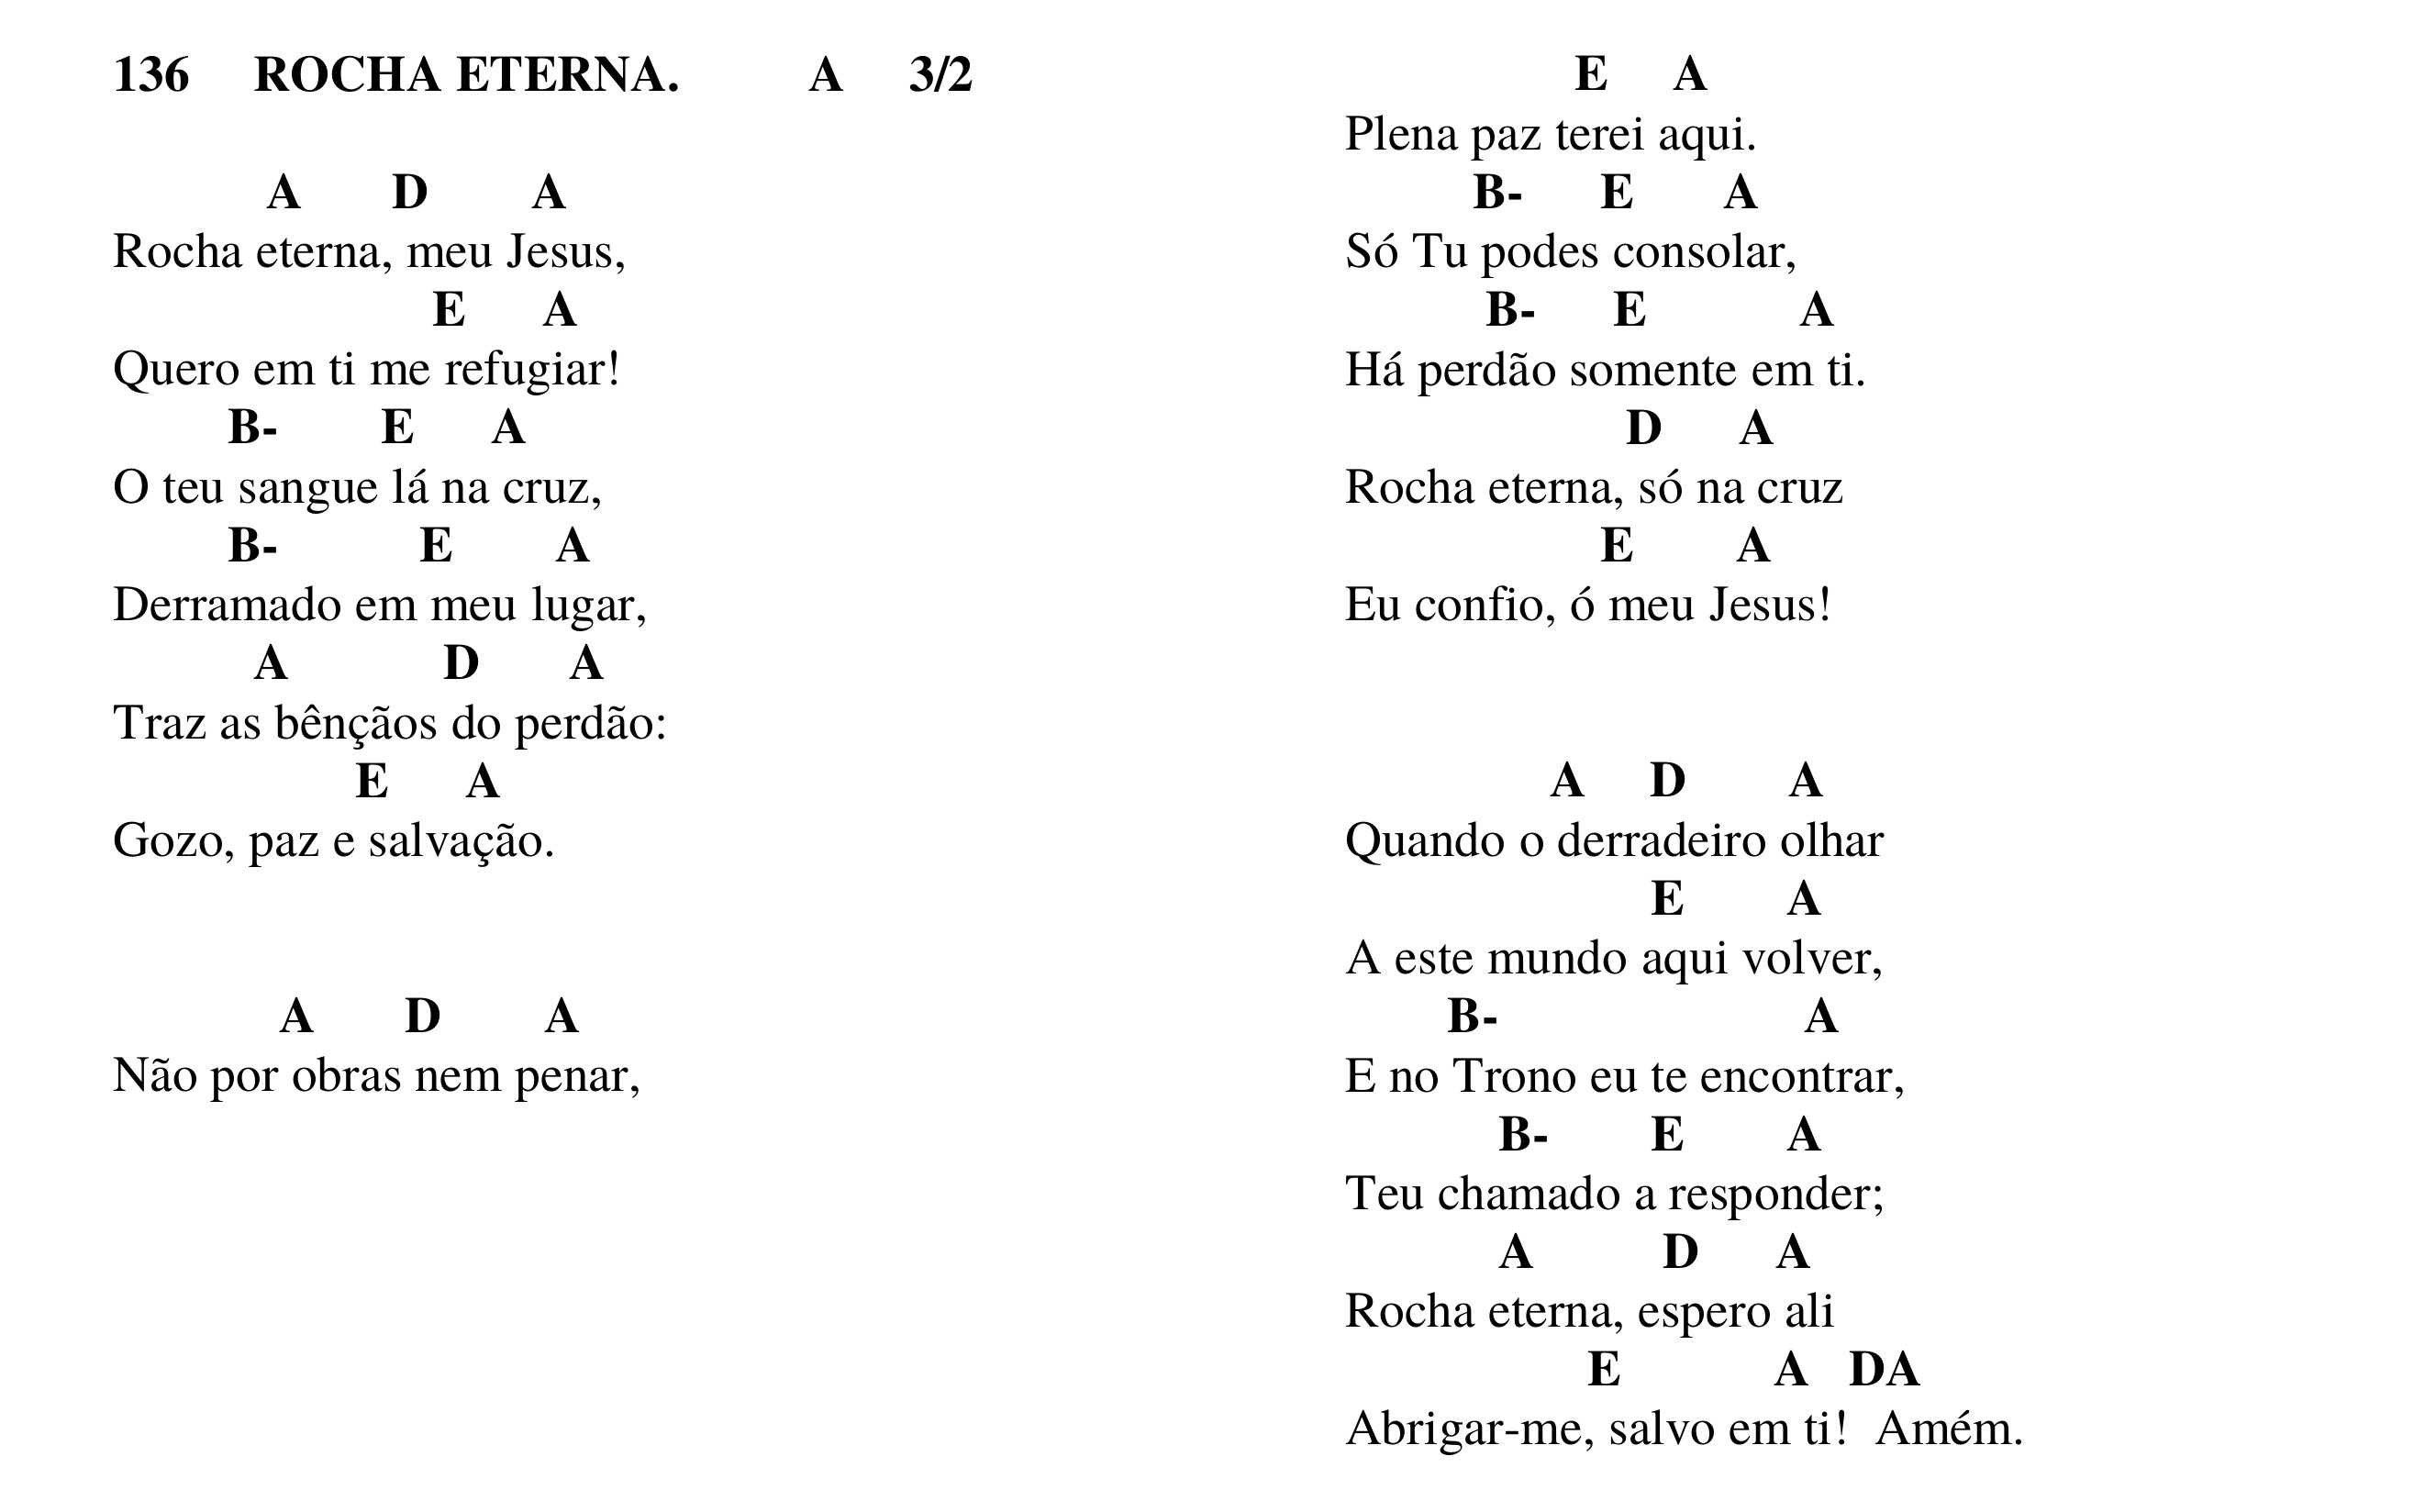 136 ROCHA ETERNA. A 3/2
A D A
Rocha eterna, meu Jesus,
E A
Quero em ti me refugiar!
B- E A
O teu sangue lá na cruz,
B- E A
Derramado em meu lugar,
A D A
Traz as bênçãos do perdão:
E A
Gozo, paz e salvação.
A D A
Não por obras nem penar,
E A
Plena paz terei aqui.
B- E A
Só Tu podes consolar,
B- E A
Há perdão somente em ti.
D A
Rocha eterna, só na cruz
E A
Eu confio, ó meu Jesus!
A D A
Quando o derradeiro olhar
E A
A este mundo aqui volver,
B- A
E no Trono eu te encontrar,
B- E A
Teu chamado a responder;
A D A
Rocha eterna, espero ali
E A DA
Abrigar-me, salvo em ti! Amém.